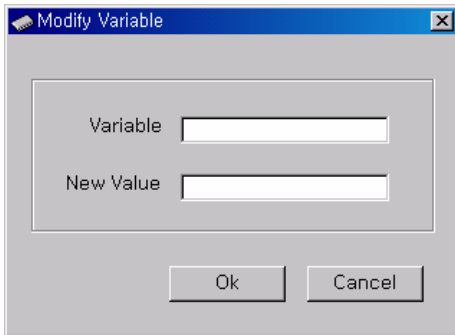 Modify Variable
Variable
New Value
Ok
Cancel